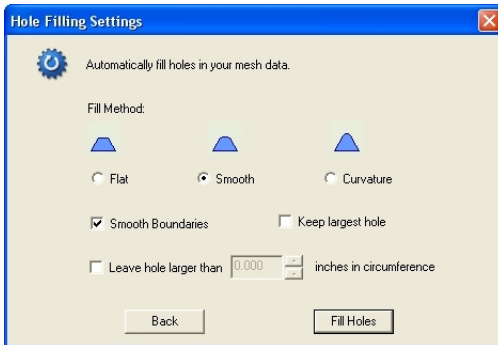 Hole Filling Settings
Automatically fill holes in your mesh data.
Fill Method:
Flat Smooth Curvature
Smooth Boundaries Keep largest hole
Leave hole larger than 0.000 inches in circumference
Back Fill Holes